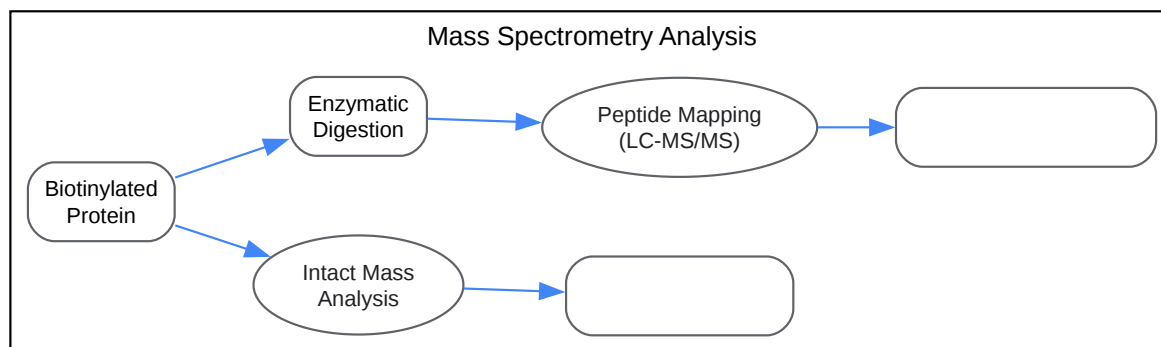 Mass Spectrometry Analysis
Enzymatic
Digestion
Peptide Mapping
(LC-MS/MS)
Biotinylated
Protein
Intact Mass
Analysis